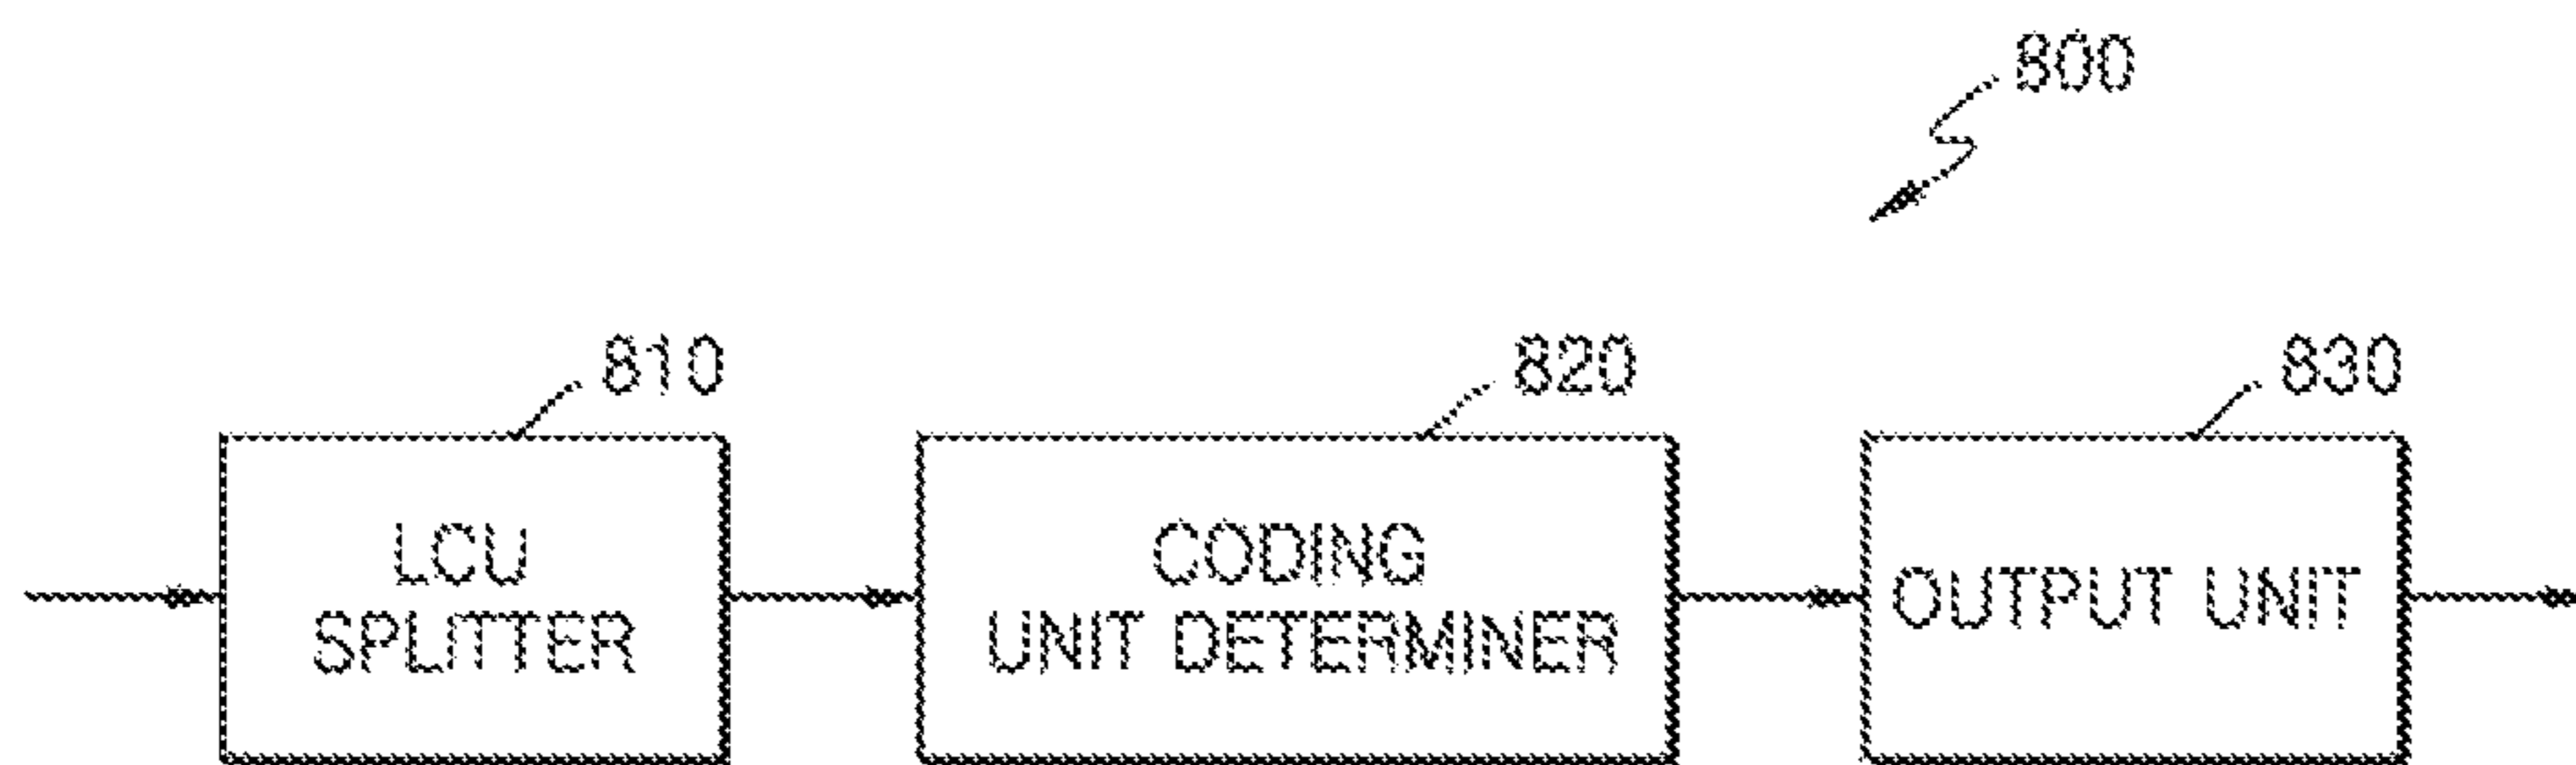 800
810
820
830
LCU
SPLITTER
CODING
UNIT DETERMINER
OUTPUT UNIT